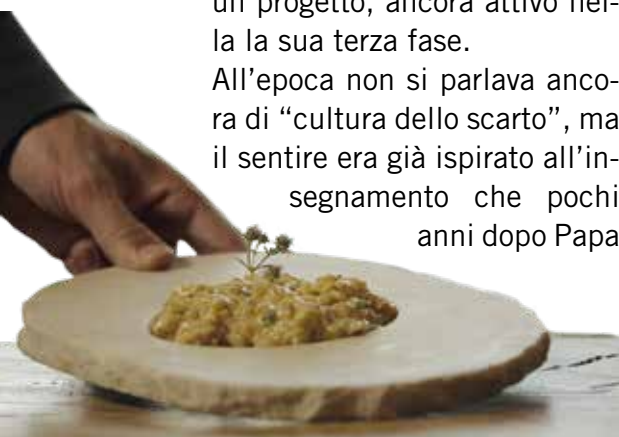 un progetto, ancora attivo nel-
la la sua terza fase.
All’epoca non si parlava anco-
ra di “cultura dello scarto”, ma
il sentire era già ispirato all’in-
segnamento che pochi
anni dopo Papa